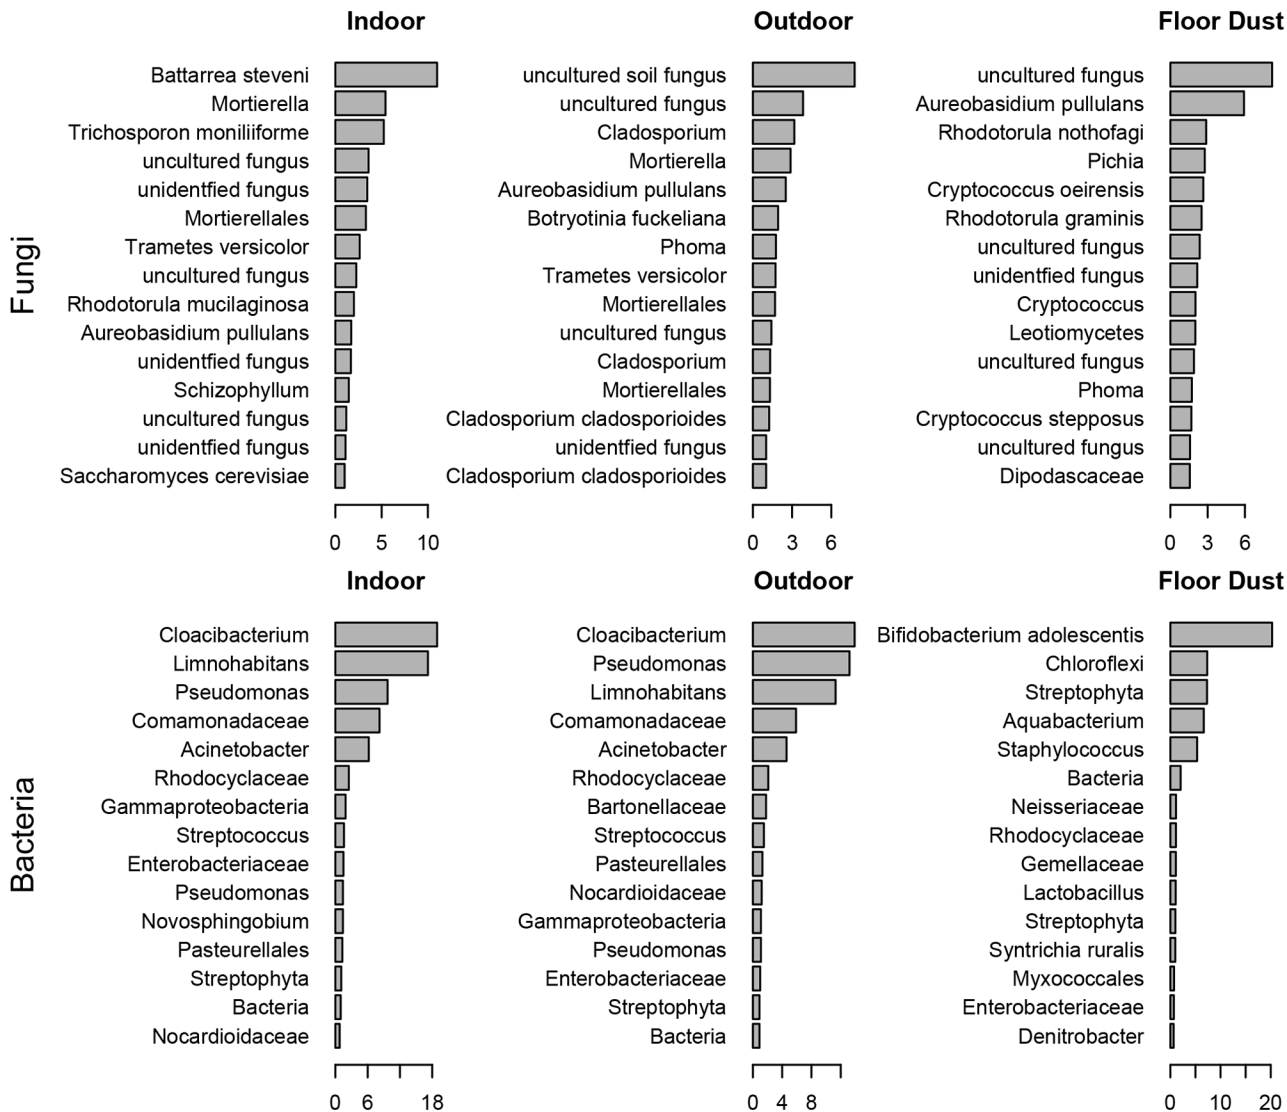 Indoor
Outdoor
Floor Dust
Fungi
Battarrea steveni
Mortierella
Trichosporon moniliiforme
uncultured fungus
unidentfied fungus
Mortierellales
Trametes versicolor
uncultured fungus
Rhodotorula mucilaginosa
Aureobasidium pullulans
unidentfied fungus
Schizophyllum
uncultured fungus
unidentfied fungus
Saccharomyces cerevisiae
0 5 10
uncultured soil fungus
uncultured fungus
Cladosporium
Mortierella
Aureobasidium pullulans
Botryotinia fuckeliana
Phoma
Trametes versicolor
Mortierellales
uncultured fungus
Cladosporium
Mortierellales
Cladosporium cladosporioides
unidentfied fungus
Cladosporium cladosporioides
0 3 6
uncultured fungus
Aureobasidium pullulans
Rhodotorula nothofagi
Pichia
Cryptococcus oeirensis
Rhodotorula graminis
uncultured fungus
unidentfied fungus
Cryptococcus
Leotiomycetes
uncultured fungus
Phoma
Cryptococcus stepposus
uncultured fungus
Dipodascaceae
0 3 6
Indoor
Outdoor
Floor Dust
Bacteria
Cloacibacterium
Limnohabitans
Pseudomonas
Comamonadaceae
Acinetobacter
Rhodocyclaceae
Gammaproteobacteria
Streptococcus
Enterobacteriaceae
Pseudomonas
Novosphingobium
Pasteurellales
Streptophyta
Bacteria
Nocardioidaceae
0 6 18
Cloacibacterium
Pseudomonas
Limnohabitans
Comamonadaceae
Acinetobacter
Rhodocyclaceae
Bartonellaceae
Streptococcus
Pasteurellales
Nocardioidaceae
Gammaproteobacteria
Pseudomonas
Enterobacteriaceae
Streptophyta
Bacteria
0 4 8
Bifidobacterium adolescentis
Chloroflexi
Streptophyta
Aquabacterium
Staphylococcus
Bacteria
Neisseriaceae
Rhodocyclaceae
Gemellaceae
Lactobacillus
Streptophyta
Syntrichia ruralis
Myxococcales
Enterobacteriaceae
Denitrobacter
0 10 20